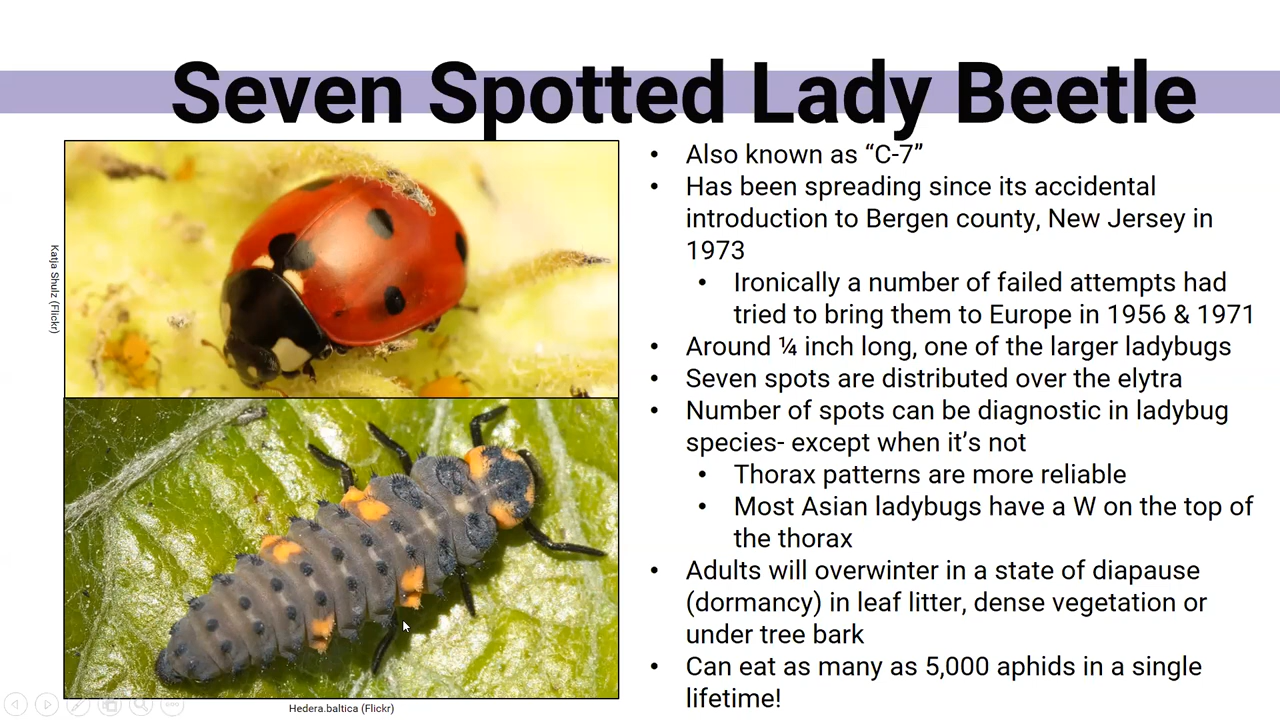 Seven Spotted Lady Beetle
Katja Shulz (Flickr)
Hedera.baltica (Flickr)
• Also known as “C-7”
• Has been spreading since its accidental
introduction to Bergen county, New Jersey in
1973
• Ironically a number of failed attempts had
tried to bring them to Europe in 1956 & 1971
• Around ¼ inch long, one of the larger ladybugs
• Seven spots are distributed over the elytra
• Number of spots can be diagnostic in ladybug
species- except when it’s not
• Thorax patterns are more reliable
• Most Asian ladybugs have a W on the top of
the thorax
• Adults will overwinter in a state of diapause
(dormancy) in leaf litter, dense vegetation or
under tree bark
• Can eat as many as 5,000 aphids in a single
lifetime!